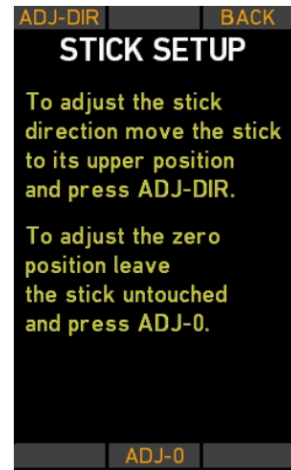 ADJ-DIR BACK
STICK SETUP
To adjust the stick
direction move the stick
to its upper position
and press ADJ-DIR.
To adjust the zero
position leave
the stick untouched
and press ADJ-0.
ADJ-0